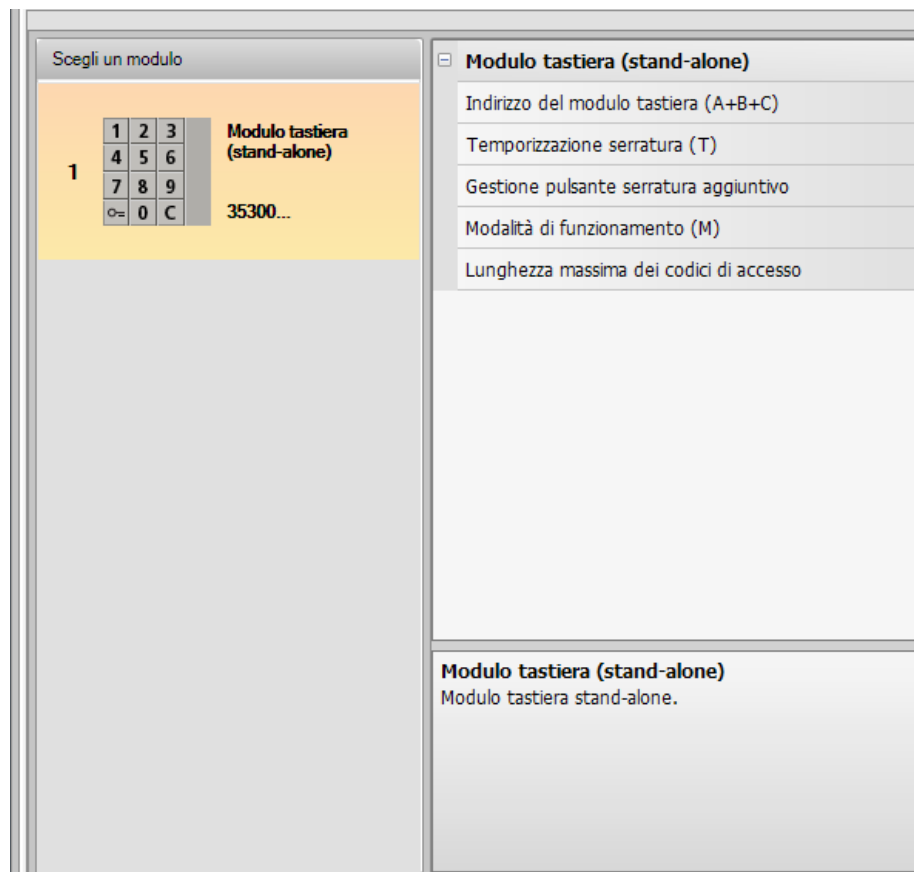 Scegli un modulo
1
1 2 3
4 5 6
7 8 9
0 C
Modulo tastiera
(stand-alone)
35300...
Modulo tastiera (stand-alone)
Indirizzo del modulo tastiera (A+B+C)
Temporizzazione serratura (T)
Gestione pulsante serratura aggiuntivo
Modalità di funzionamento (M)
Lunghezza massima dei codici di accesso
Modulo tastiera (stand-alone)
Modulo tastiera stand-alone.